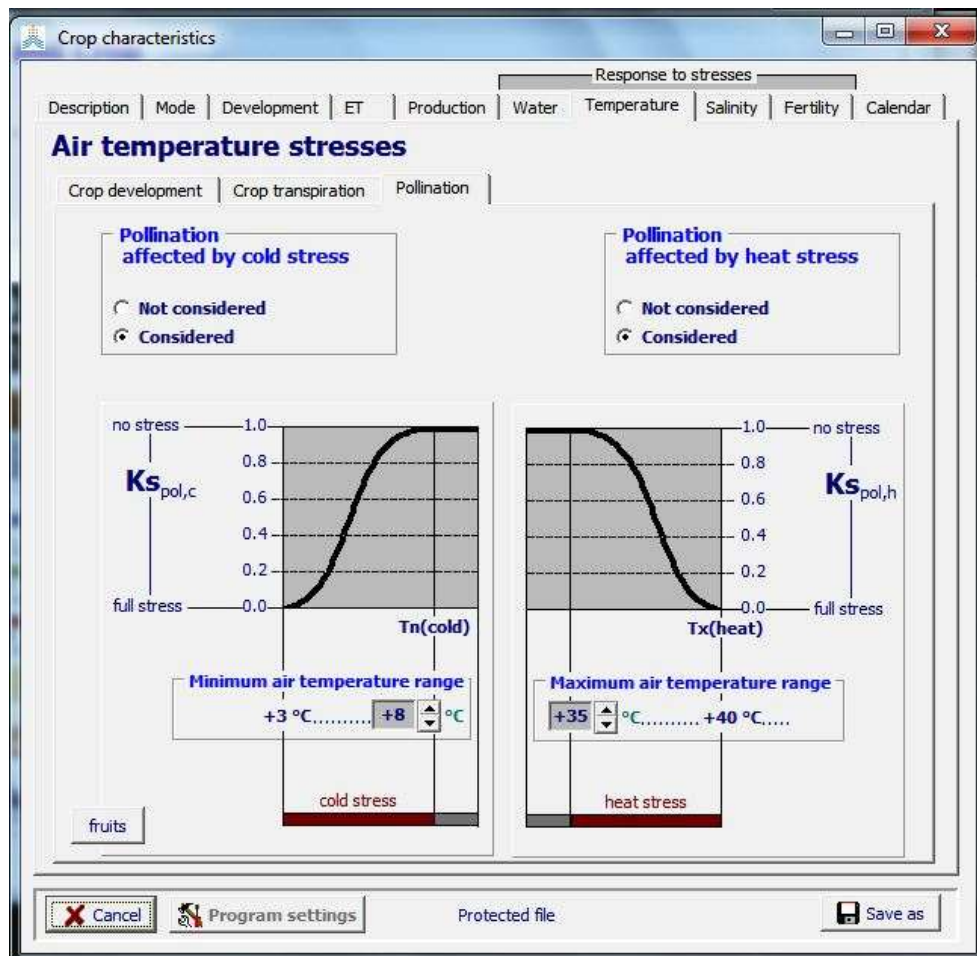 Crop characteristics
Response to stresses
Description Mode Development ET Production Water Temperature Salinity Fertility Calendar
Air temperature stresses
Crop development Crop transpiration Pollination
Pollination
affected by cold stress
Not considered
Considered
Pollination
affected by heat stress
Not considered
Considered
no stress 1.0
0.8
Ks pol,c
0.6
0.4
0.2
full stress 0.0
Tn(cold)
1.0 no stress
0.8
Ks pol,h
0.6
0.4
0.2
0.0 full stress
Tx(heat)
Minimum air temperature range
+3 °C.......... +8 °C
cold stress
Maximum air temperature range
+35 °C.......... +40 °C.....
heat stress
fruits
Cancel Program settings Protected file Save as